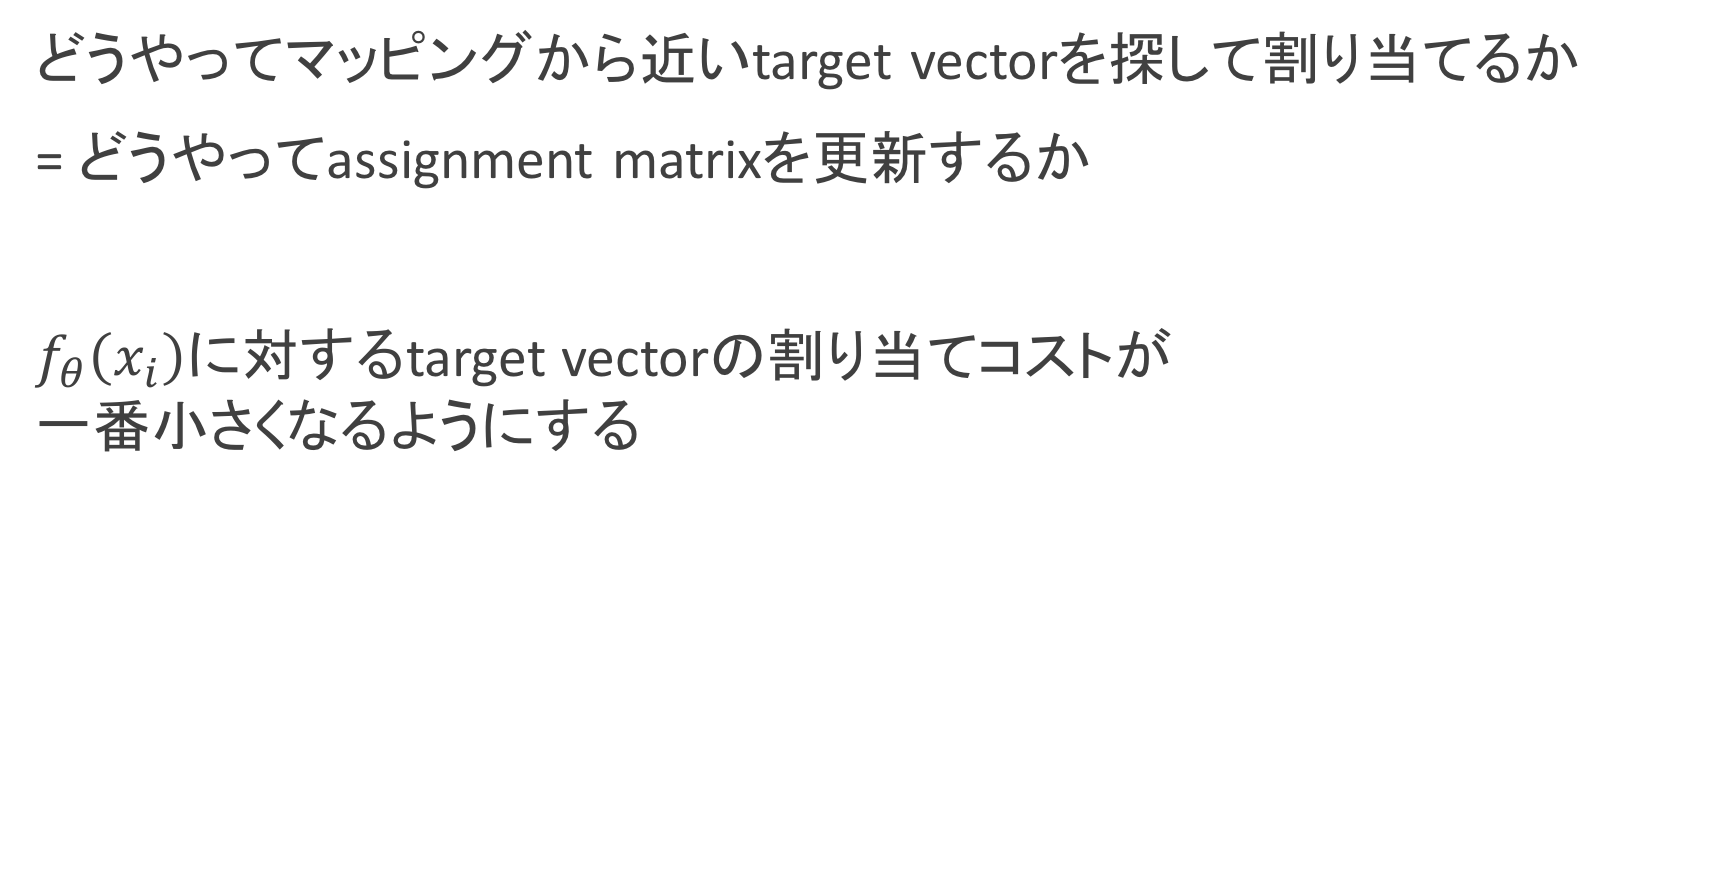 どうやってマッピングから近いtarget vectorを探して割り当てるか
= どうやってassignment matrixを更新するか
f_θ(x_i)に対するtarget vectorの割り当てコストが
一番小さくなるようにする